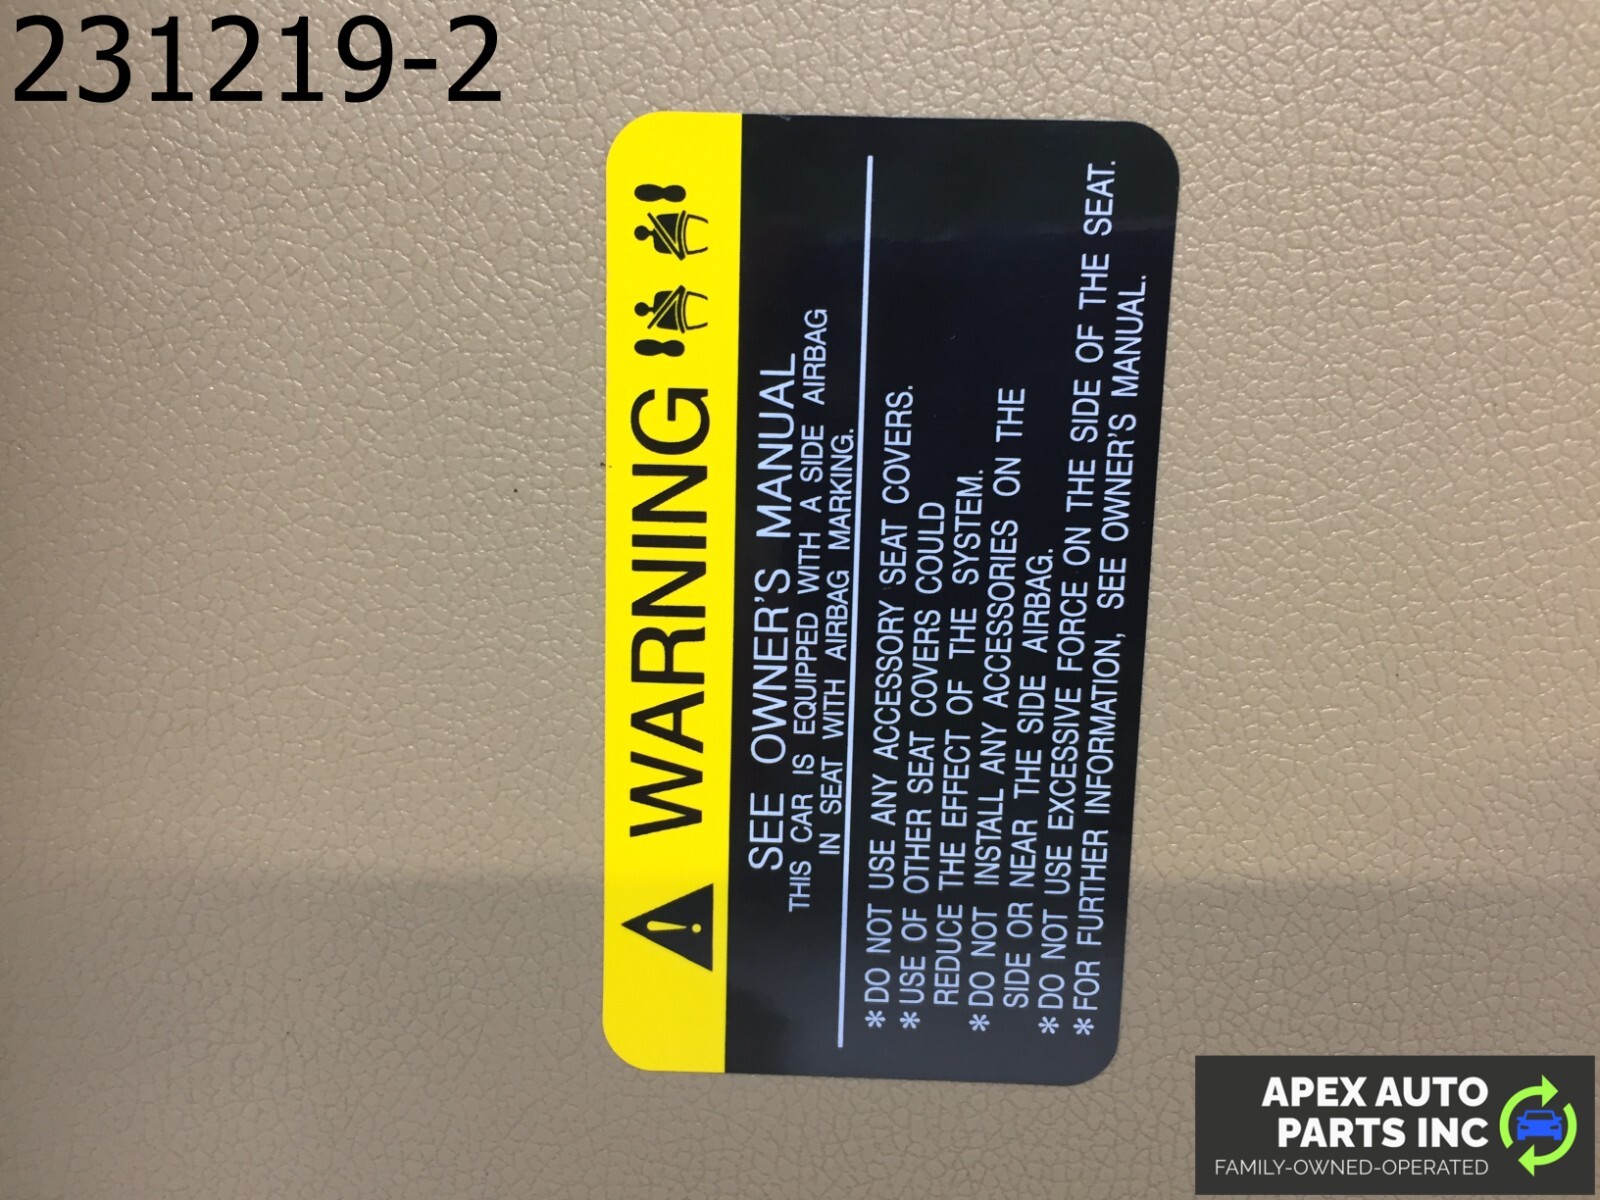 231219-2
WARNING
SEE OWNER'S MANUAL
THIS CAR IS EQUIPPED WITH A SIDE AIRBAG
IN SEAT WITH AIRBAG MARKING.
*DO NOT USE ANY ACCESSORY SEAT COVERS.
*USE OF OTHER SEAT COVERS COULD
REDUCE THE EFFECT OF THE SYSTEM.
*DO NOT INSTALL ANY ACCESSORIES ON THE
SIDE OR NEAR THE SIDE AIRBAG.
*DO NOT USE EXCESSIVE FORCE ON THE SIDE OF THE SEAT.
*FOR FURTHER INFORMATION, SEE OWNER'S MANUAL.
APEX AUTO
PARTS INC
FAMILY-OWNED-OPERATED